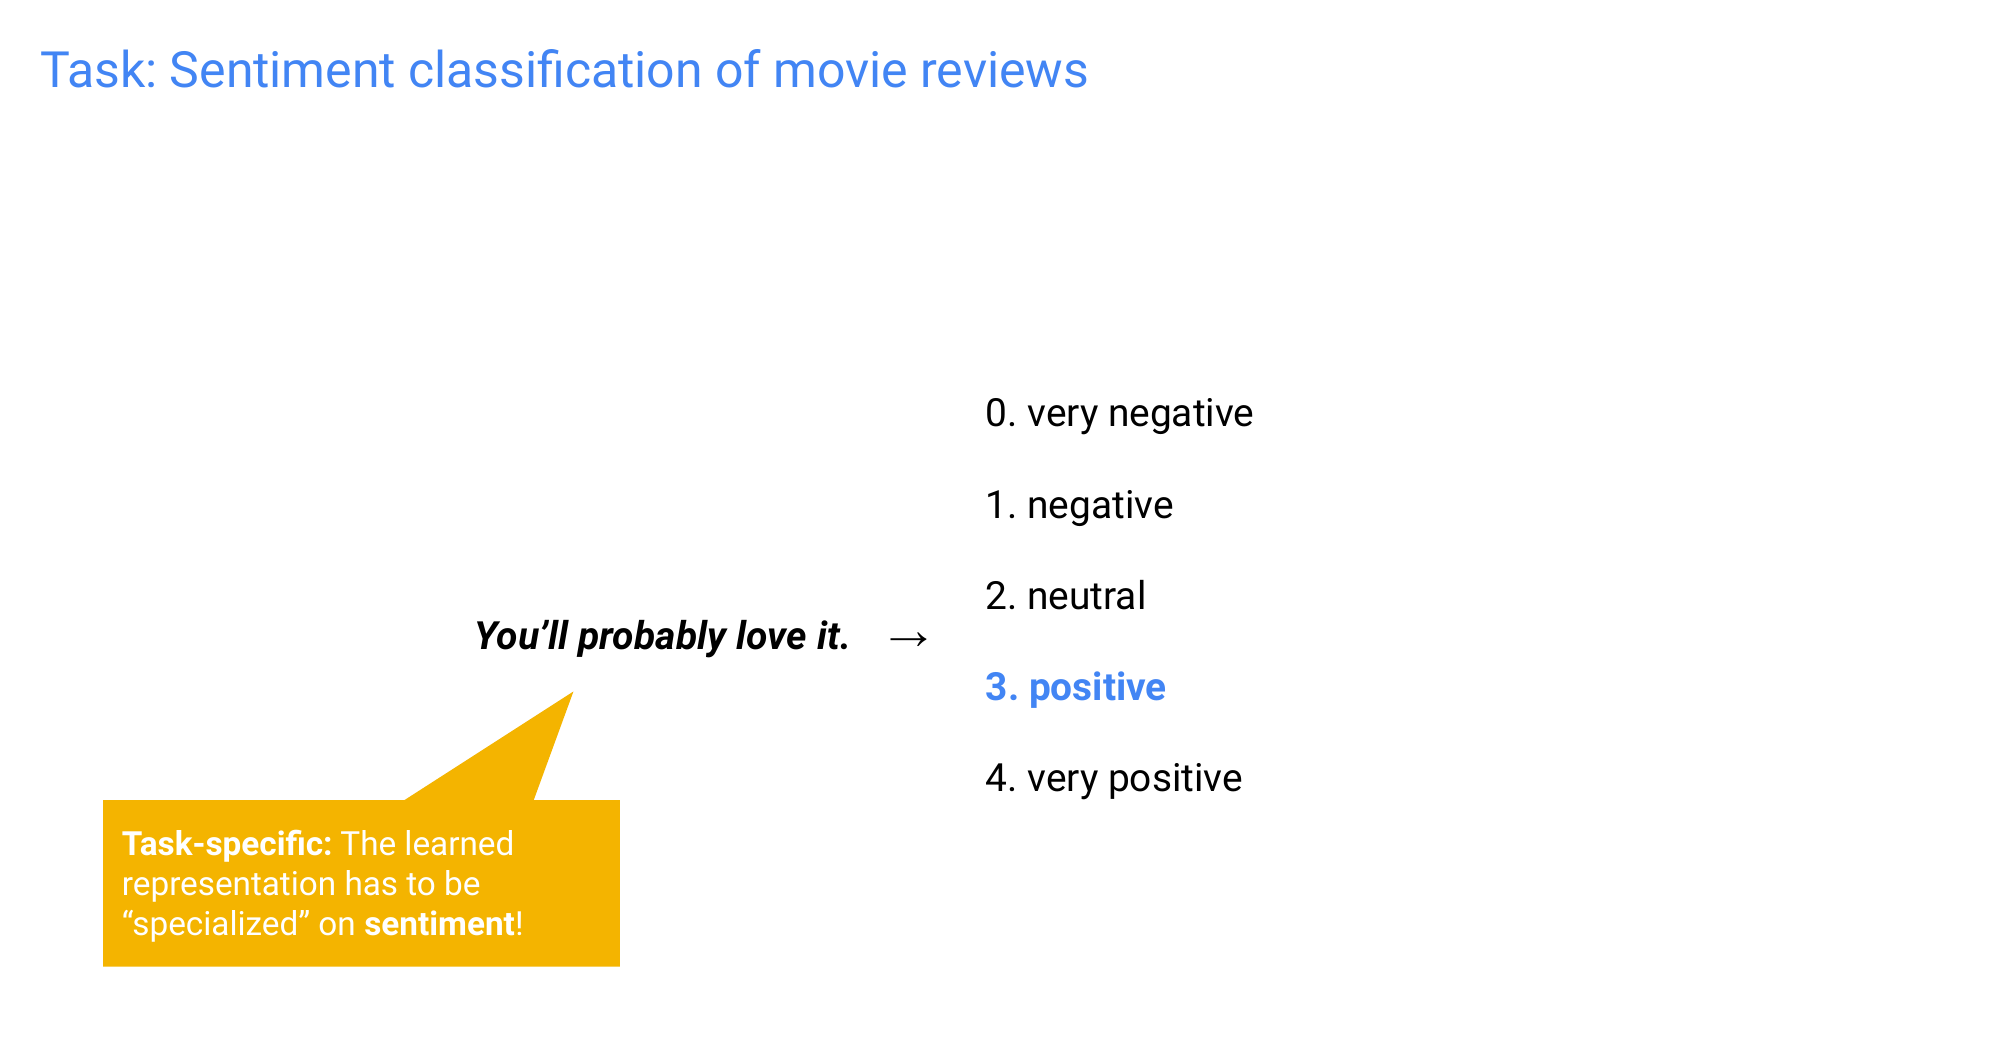 Task: Sentiment classification of movie reviews
0. very negative
1. negative
2. neutral
You’ll probably love it. →
3. positive
4. very positive
Task-specific: The learned
representation has to be
“specialized” on sentiment!